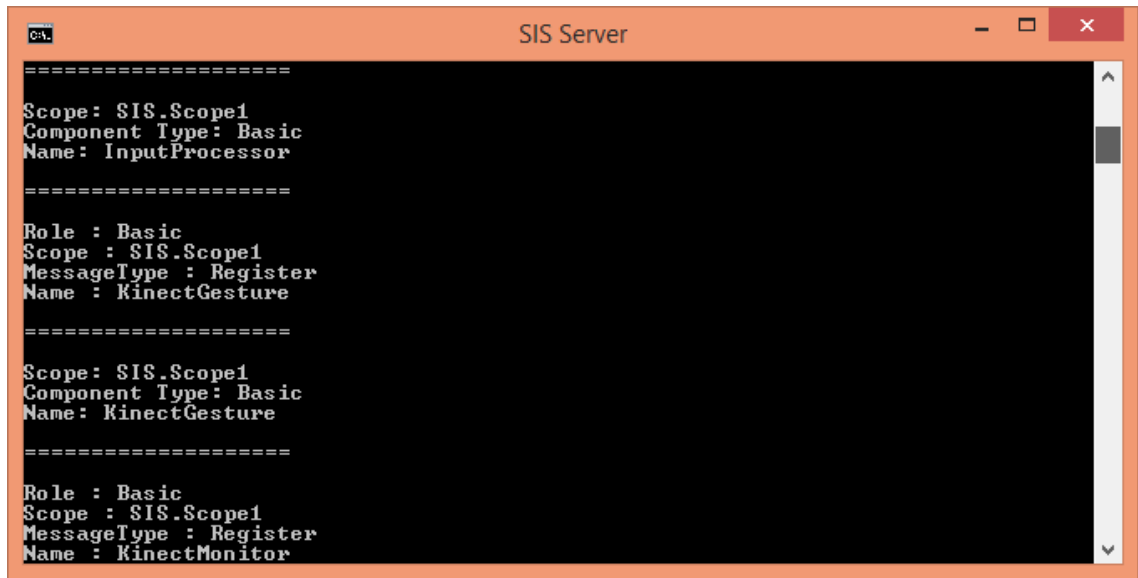 C:\.
SIS Server
====================
Scope: SIS.Scope1
Component Type: Basic
Name: InputProcessor
====================
Role : Basic
Scope : SIS.Scope1
MessageType : Register
Name : KinectGesture
====================
Scope: SIS.Scope1
Component Type: Basic
Name: KinectGesture
====================
Role : Basic
Scope : SIS.Scope1
MessageType : Register
Name : KinectMonitor